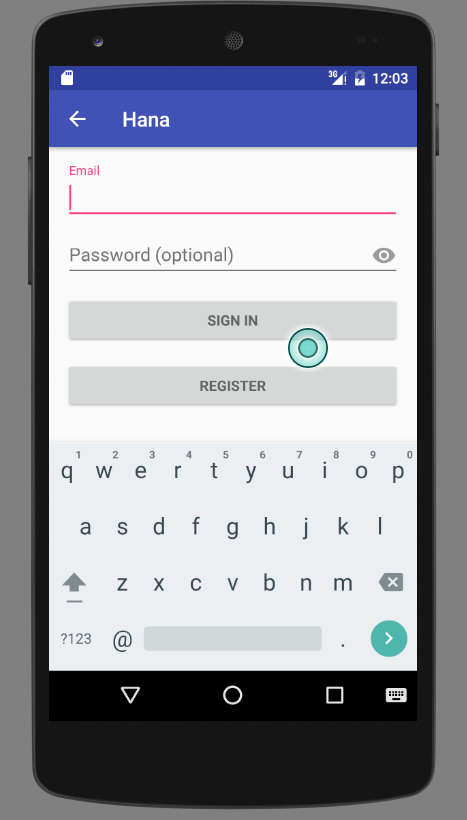 3G 12:03
Hana
Email
Password (optional)
SIGN IN
REGISTER
1 2 3 4 5 6 7 8 9 0
q w e r t y u i o p
a s d f g h j k l
z x c v b n m
?123 @ .